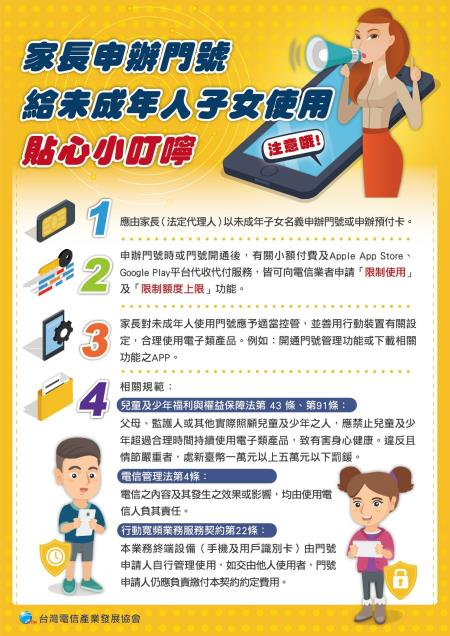 家長申辦門號
給未成年人子女使用
貼心小叮嚀
注意哦!
1
應由家長(法定代理人)以未成年子女名義申辦門號或申辦預付卡。
2
申辦門號時或門號開通後,有關小額付費及Apple App Store、
Google Play平台代收代付服務,皆可向電信業者申請「限制使用」
及「限制額度上限」功能。
3
家長對未成年人使用門號應予適當控管,並善用行動裝置有關設
定,合理使用電子類產品。例如:開通門號管理功能或下載相關
功能之APP。
4
相關規範:
兒童及少年福利與權益保障法第 43 條、第91條:
父母、監護人或其他實際照顧兒童及少年之人,應禁止兒童及少
年超過合理時間持續使用電子類產品,致有害身心健康。違反且
情節嚴重者,處新臺幣一萬元以上五萬元以下罰鍰。
電信管理法第4條:
電信之內容及其發生之效果或影響,均由使用電
信人負其責任。
行動寬頻業務服務契約第22條:
本業務終端設備(手機及用戶識別卡)由門號
申請人自行管理使用,如交由他人使用者,門號
申請人仍應負責繳付本契約約定費用。
台灣電信產業發展協會